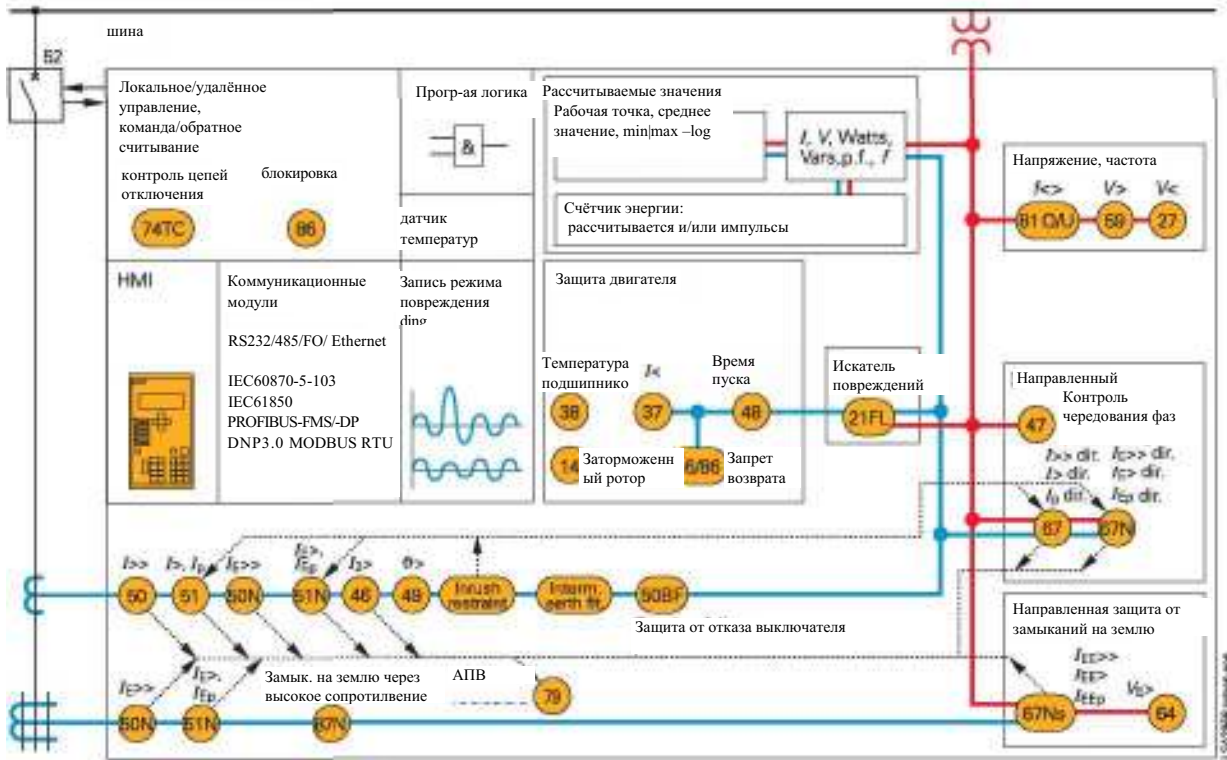 шина
52
Локальное/удалённое
управление,
команда/обратное
считывание
контроль цепей
отключения
блокировка
74TC
86
Прогр-ая логика
&
датчик
температур
Рассчитываемые значения
Рабочая точка, среднее
значение, min|max –log
I, V, Watts,
Vars,p.f., f
Счётчик энергии:
рассчитывается и/или импульсы
Напряжение, частота
f<>
V>
V<
81 O/U
59
27
HMI
Коммуникационные
модули
RS232/485/FO/ Ethernet
IEC60870-5-103
IEC61850
PROFIBUS-FMS/-DP
DNP3.0 MODBUS RTU
Запись режима
повреждения
ding
Защита двигателя
Температура
подшипнико
I<
Время
пуска
38
37
48
14
Заторможенн
ый ротор
6/86
Запрет
возврата
Искатель
повреждений
21FL
Направленный
Контроль
чередования фаз
47
I>> dir.
I> dir.
Ip dir.
IE>> dir.
IE> dir.
IEp dir.
67
67N
I>>
I>, Ip
IE>>
IE>,
IEp
I2>
θ>
50
51
50N
51N
46
49
Inrush
restraint
Interm.
earth flt.
50BF
Защита от отказа выключателя
Направленная защита от
замыканий на землю
IEE>>
IEE>
IEEp
VE>
67Ns
64
IE>>
IE>,
IEp
Замык. на землю через
высокое сопротилвение
АПВ
79
50N
51N
87N